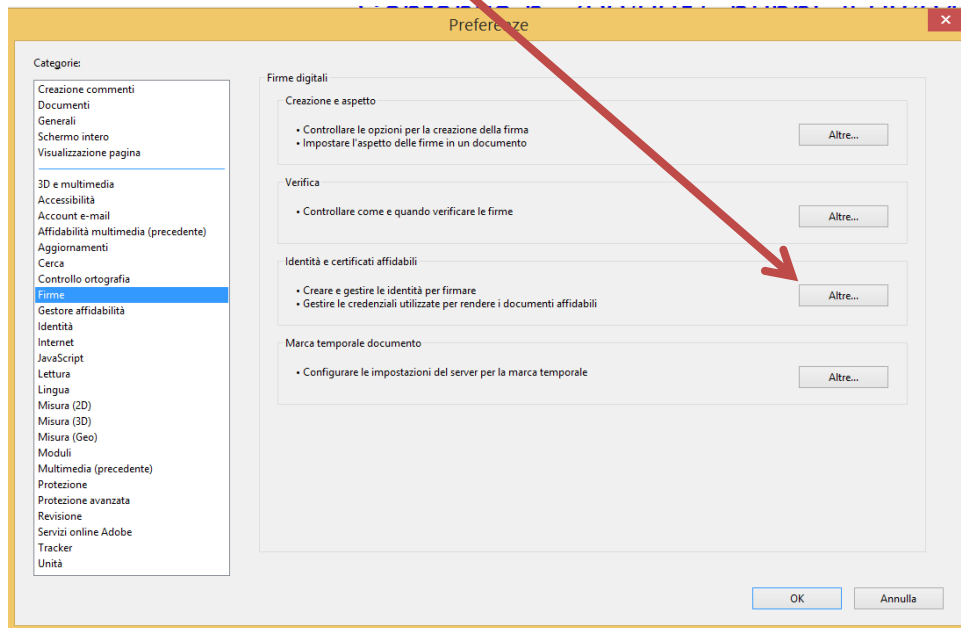 Preferenze
Categorie:
Creazione commenti
Documenti
Generali
Schermo intero
Visualizzazione pagina
3D e multimedia
Accessibilità
Account e-mail
Affidabilità multimedia (precedente)
Aggiornamenti
Cerca
Controllo ortografia
Firme
Gestore affidabilità
Identità
Internet
JavaScript
Lettura
Lingua
Misura (2D)
Misura (3D)
Misura (Geo)
Moduli
Multimedia (precedente)
Protezione
Protezione avanzata
Revisione
Servizi online Adobe
Tracker
Unità
Firme digitali
Creazione e aspetto
• Controllare le opzioni per la creazione della firma
• Impostare l'aspetto delle firme in un documento
Altre...
Verifica
• Controllare come e quando verificare le firme
Altre...
Identità e certificati affidabili
• Creare e gestire le identità per firmare
• Gestire le credenziali utilizzate per rendere i documenti affidabili
Altre...
Marca temporale documento
• Configurare le impostazioni del server per la marca temporale
Altre...
OK
Annulla